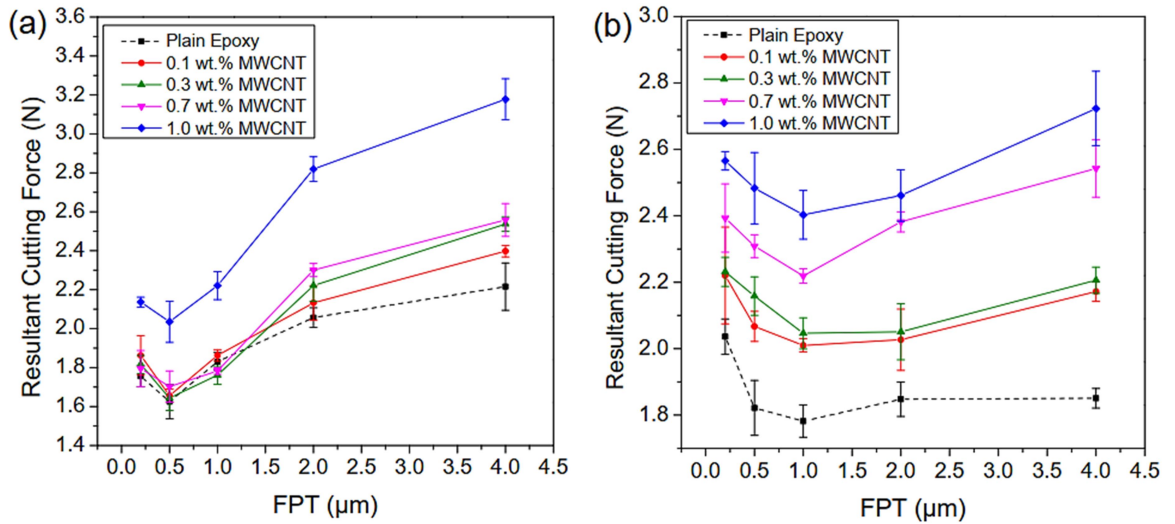 (a)
3.6
3.4
3.2
3.0
2.8
2.6
2.4
2.2
2.0
1.8
1.6
1.4
Resultant Cutting Force (N)
Plain Epoxy
0.1 wt.% MWCNT
0.3 wt.% MWCNT
0.7 wt.% MWCNT
1.0 wt.% MWCNT
0.0 0.5 1.0 1.5 2.0 2.5 3.0 3.5 4.0 4.5
FPT (µm)
(b)
3.0
2.8
2.6
2.4
2.2
2.0
1.8
Resultant Cutting Force (N)
Plain Epoxy
0.1 wt.% MWCNT
0.3 wt.% MWCNT
0.7 wt.% MWCNT
1.0 wt.% MWCNT
0.0 0.5 1.0 1.5 2.0 2.5 3.0 3.5 4.0 4.5
FPT (µm)